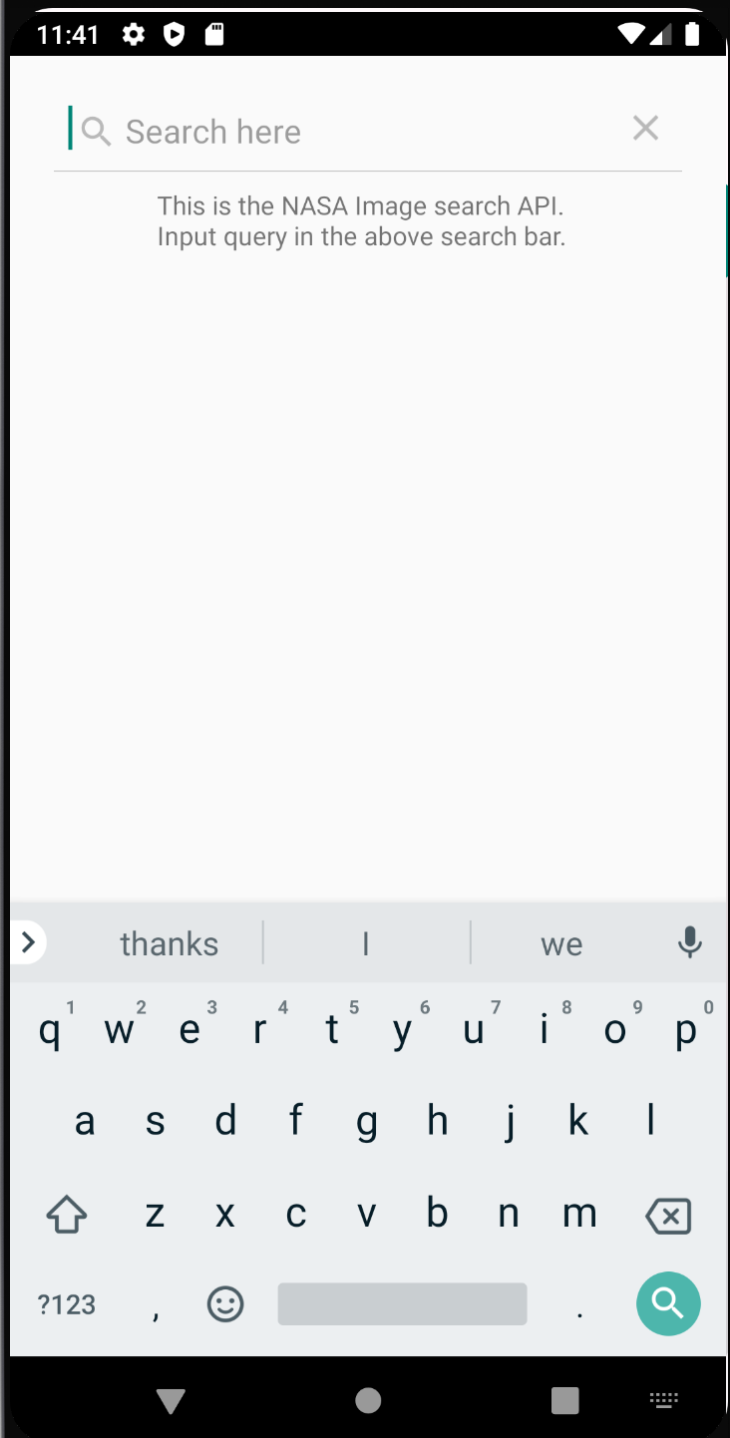 11:41
Search here
This is the NASA Image search API.
Input query in the above search bar.
thanks I we
1 2 3 4 5 6 7 8 9 0
q w e r t y u i o p
a s d f g h j k l
z x c v b n m
?123 , .